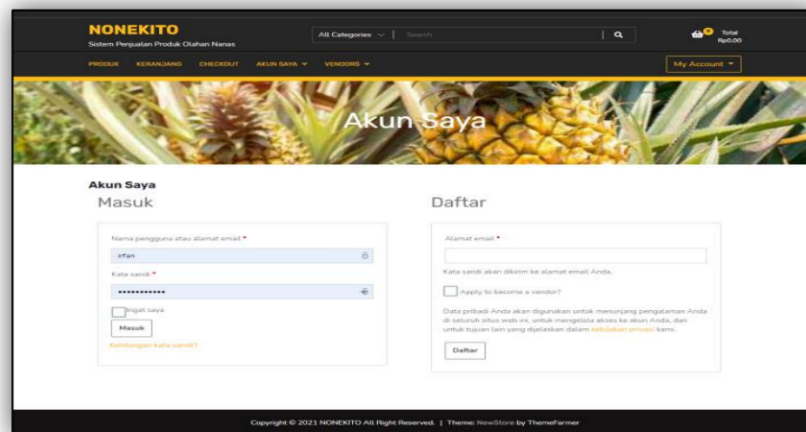 NONEKITO
Sistem Penjualan Produk Olahan Nanas
All Categories
Search
0
Total
Rp0,00
PRODUK KERANJANG CHECKOUT AKUN SAYA VENDORS
My Account
Akun Saya
Akun Saya
Masuk
Nama pengguna atau alamat email *
irfan
Kata sandi *
•••••••••••
Ingat saya
Masuk
Kehilangan kata sandi?
Daftar
Alamat email *
Kata sandi akan dikirim ke alamat email Anda.
Apply to become a vendor?
Data pribadi Anda akan digunakan untuk menunjang pengalaman Anda
di seluruh situs web ini, untuk mengelola akses ke akun Anda, dan
untuk tujuan lain yang dijelaskan dalam kebijakan privasi kami.
Daftar
Copyright © 2021 NONEKITO All Right Reserved. | Theme: NewStore by ThemeFarmer